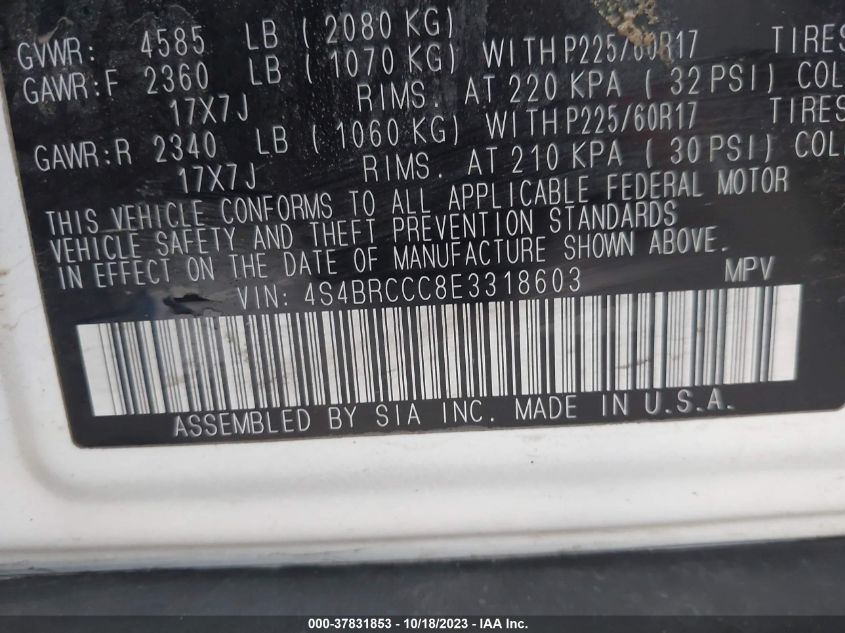 GVWR: 4585 LB ( 2080 KG)
GAWR:F 2360 LB ( 1070 KG) WITH P225/60R17 TIRES
17X7J RIMS. AT 220 KPA ( 32 PSI) COL
GAWR:R 2340 LB ( 1060 KG) WITH P225/60R17 TIRES
17X7J RIMS. AT 210 KPA ( 30 PSI) COL
THIS VEHICLE CONFORMS TO ALL APPLICABLE FEDERAL MOTOR
VEHICLE SAFETY AND THEFT PREVENTION STANDARDS
IN EFFECT ON THE DATE OF MANUFACTURE SHOWN ABOVE.
VIN: 4S4BRCCC8E3318603 MPV
ASSEMBLED BY SIA INC. MADE IN U.S.A.
000-37831853 / 10/18/2023 - IAA Inc.